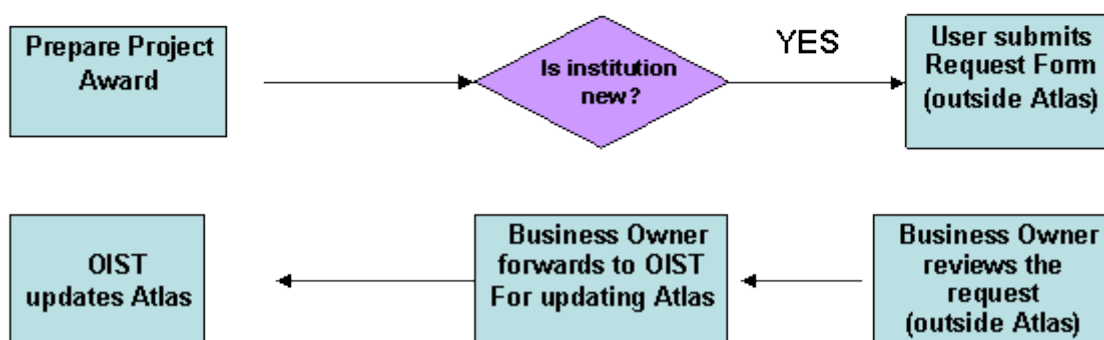 Prepare Project
Award
Is institution
new?
YES
User submits
Request Form
(outside Atlas)
OIST
updates Atlas
Business Owner
forwards to OIST
For updating Atlas
Business Owner
reviews the
request
(outside Atlas)